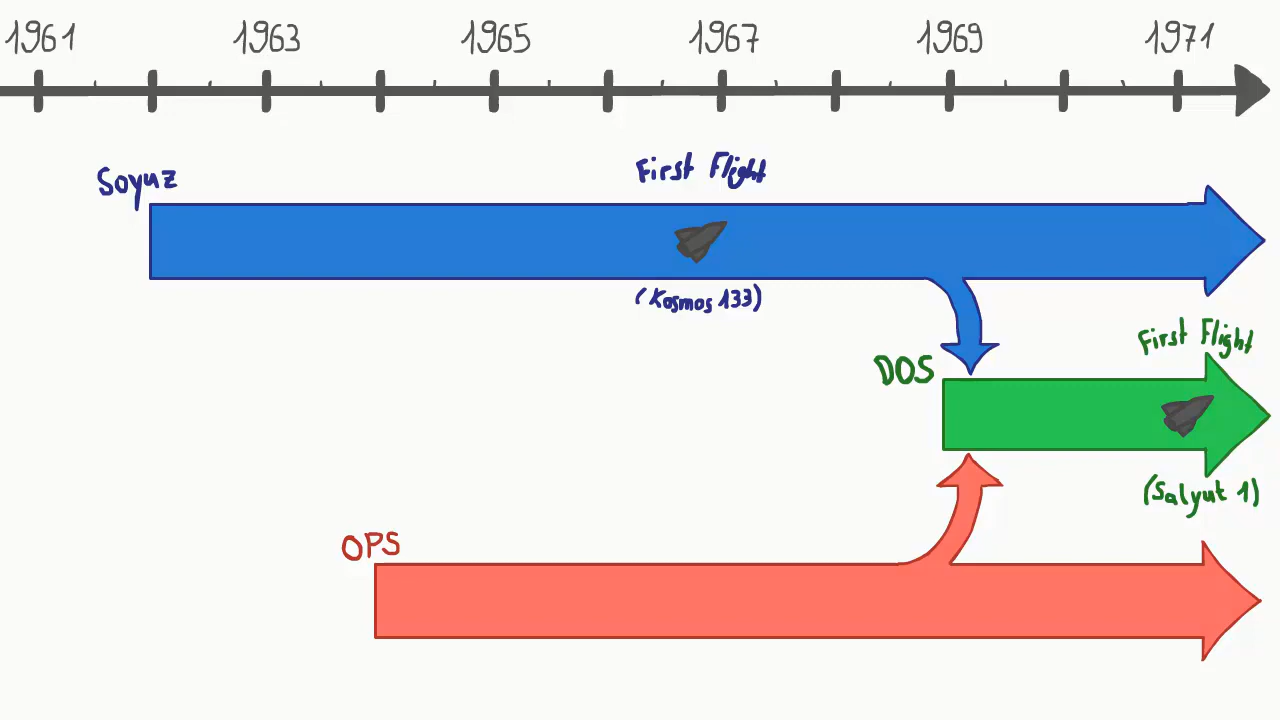 1961 1963 1965 1967 1969 1971
Soyuz
First Flight
(Kosmos 133)
First Flight
DOS
(Salyut 1)
OPS